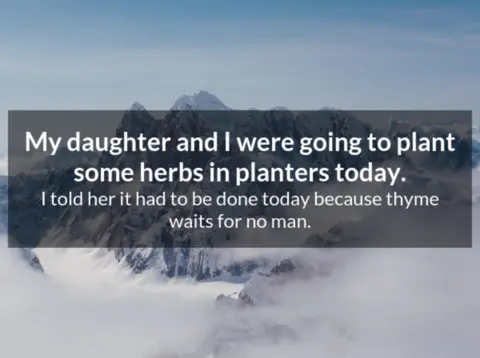 My daughter and I were going to plant
some herbs in planters today.
I told her it had to be done today because thyme
waits for no man.